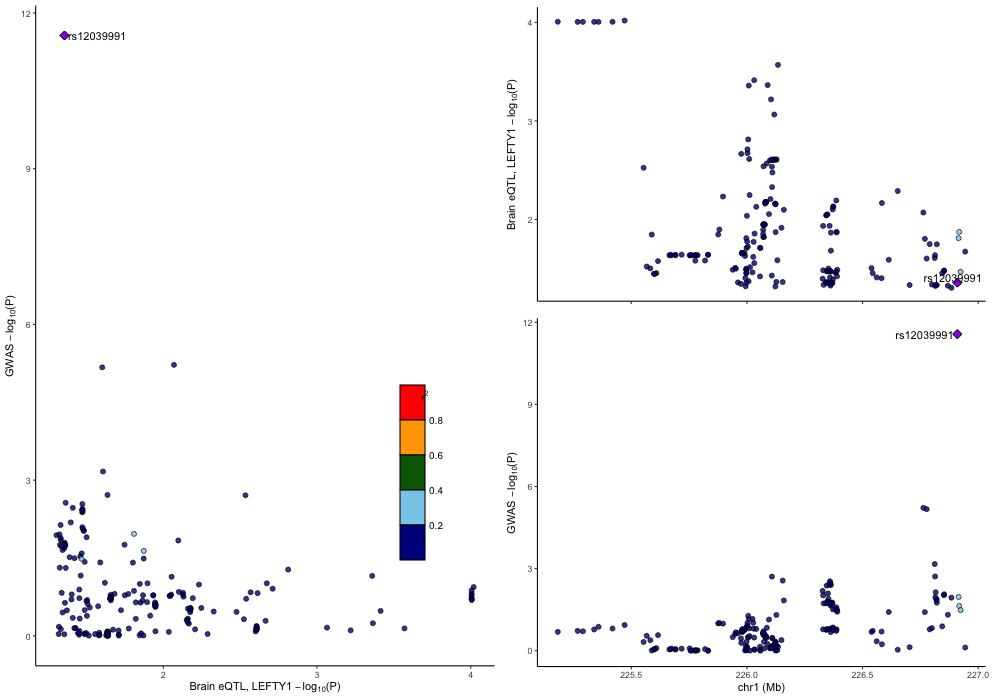 12
9
6
3
0
GWAS −log10(P)
rs12039991
r2
0.8
0.6
0.4
0.2
2
3
4
Brain eQTL, LEFTY1 −log10(P)
4
3
2
Brain eQTL, LEFTY1 −log10(P)
rs12039991
12
9
6
3
0
GWAS −log10(P)
rs12039991
225.5
226.0
226.5
227.0
chr1 (Mb)